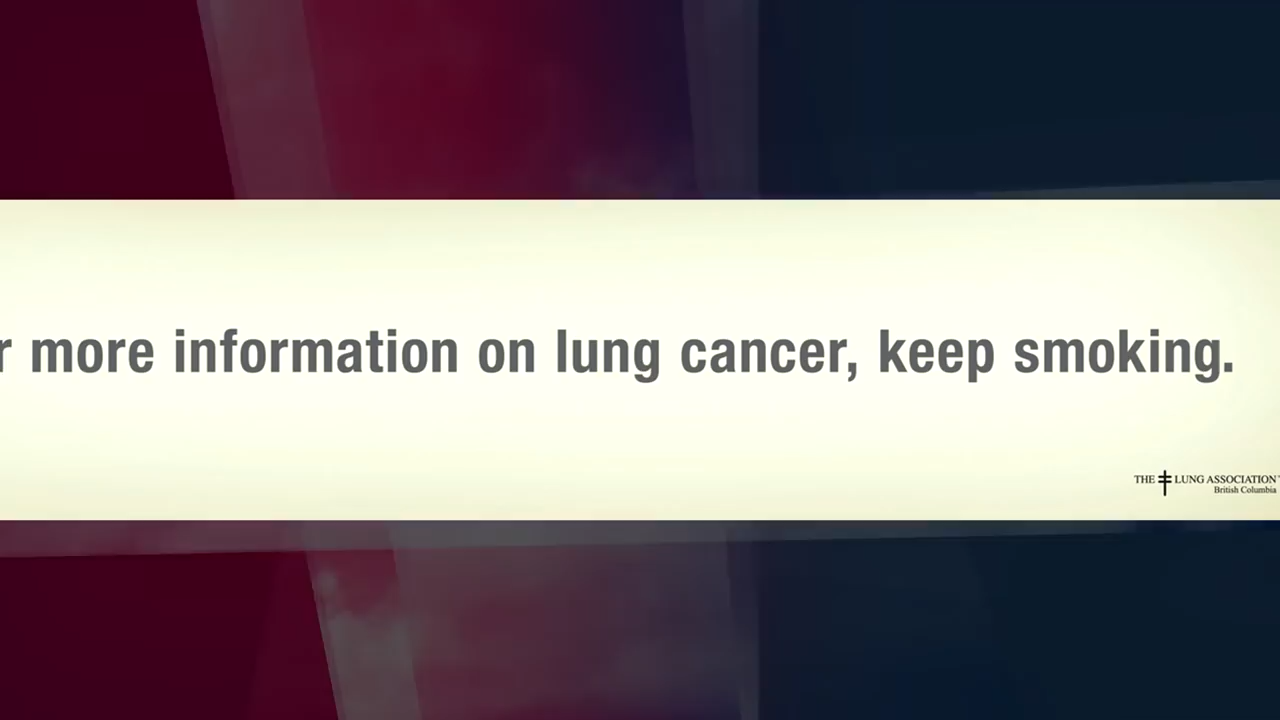 r more information on lung cancer, keep smoking.
THE LUNG ASSOCIATION
British Columbia